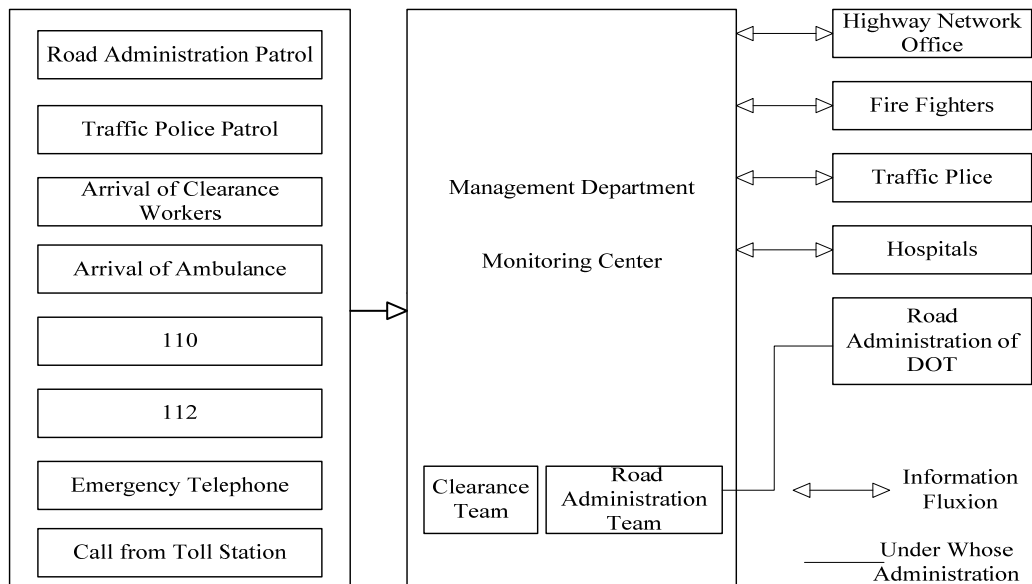 Road Administration Patrol
Traffic Police Patrol
Arrival of Clearance
Workers
Arrival of Ambulance
110
112
Emergency Telephone
Call from Toll Station
Management Department
Monitoring Center
Clearance
Team
Road
Administration
Team
Highway Network
Office
Fire Fighters
Traffic Plice
Hospitals
Road
Administration of
DOT
Information
Fluxion
Under Whose
Administration